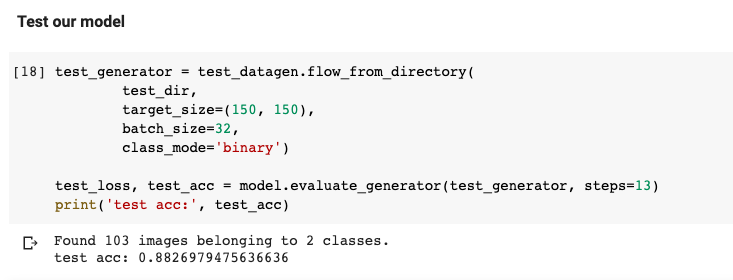 Test our model
[18] test_generator = test_datagen.flow_from_directory(
test_dir,
target_size=(150, 150),
batch_size=32,
class_mode='binary')
test_loss, test_acc = model.evaluate_generator(test_generator, steps=13)
print('test acc:', test_acc)
Found 103 images belonging to 2 classes.
test acc: 0.8826979475636636